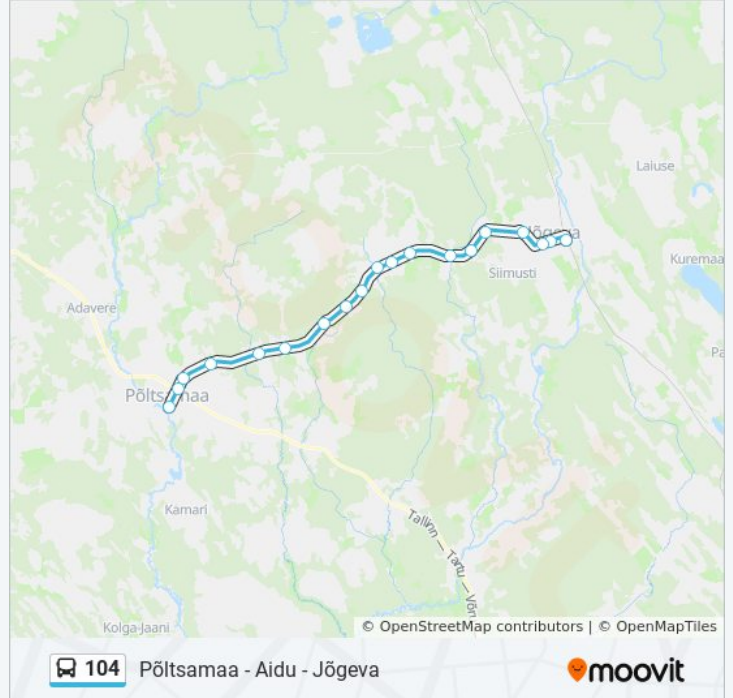 Laiuse
Jõgeva
Siimusti
Kuremaa
Adavere
Pa
Põltsamaa
Kamari
Tallinn — Tartu — Võr
Kolga-Jaani
© OpenStreetMap contributors | © OpenMapTiles
104 Põltsamaa - Aidu - Jõgeva
moovit